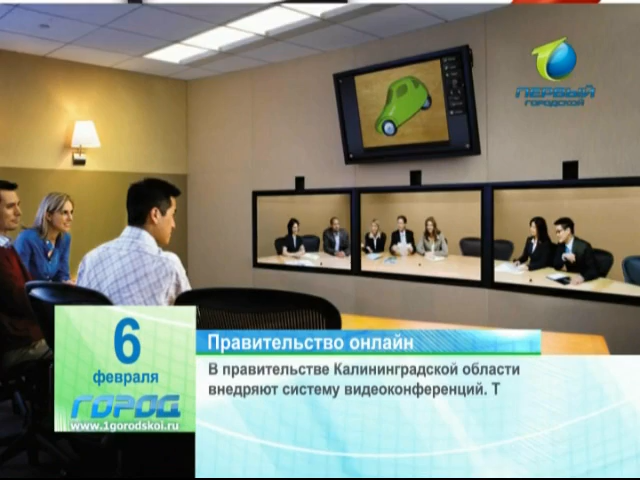 ПЕРВЫЙ
ГОРОДСКОЙ
6
февраля
ГОРОД
www.1gorodskoi.ru
Правительство онлайн
В правительстве Калининградской области
внедряют систему видеоконференций. Т